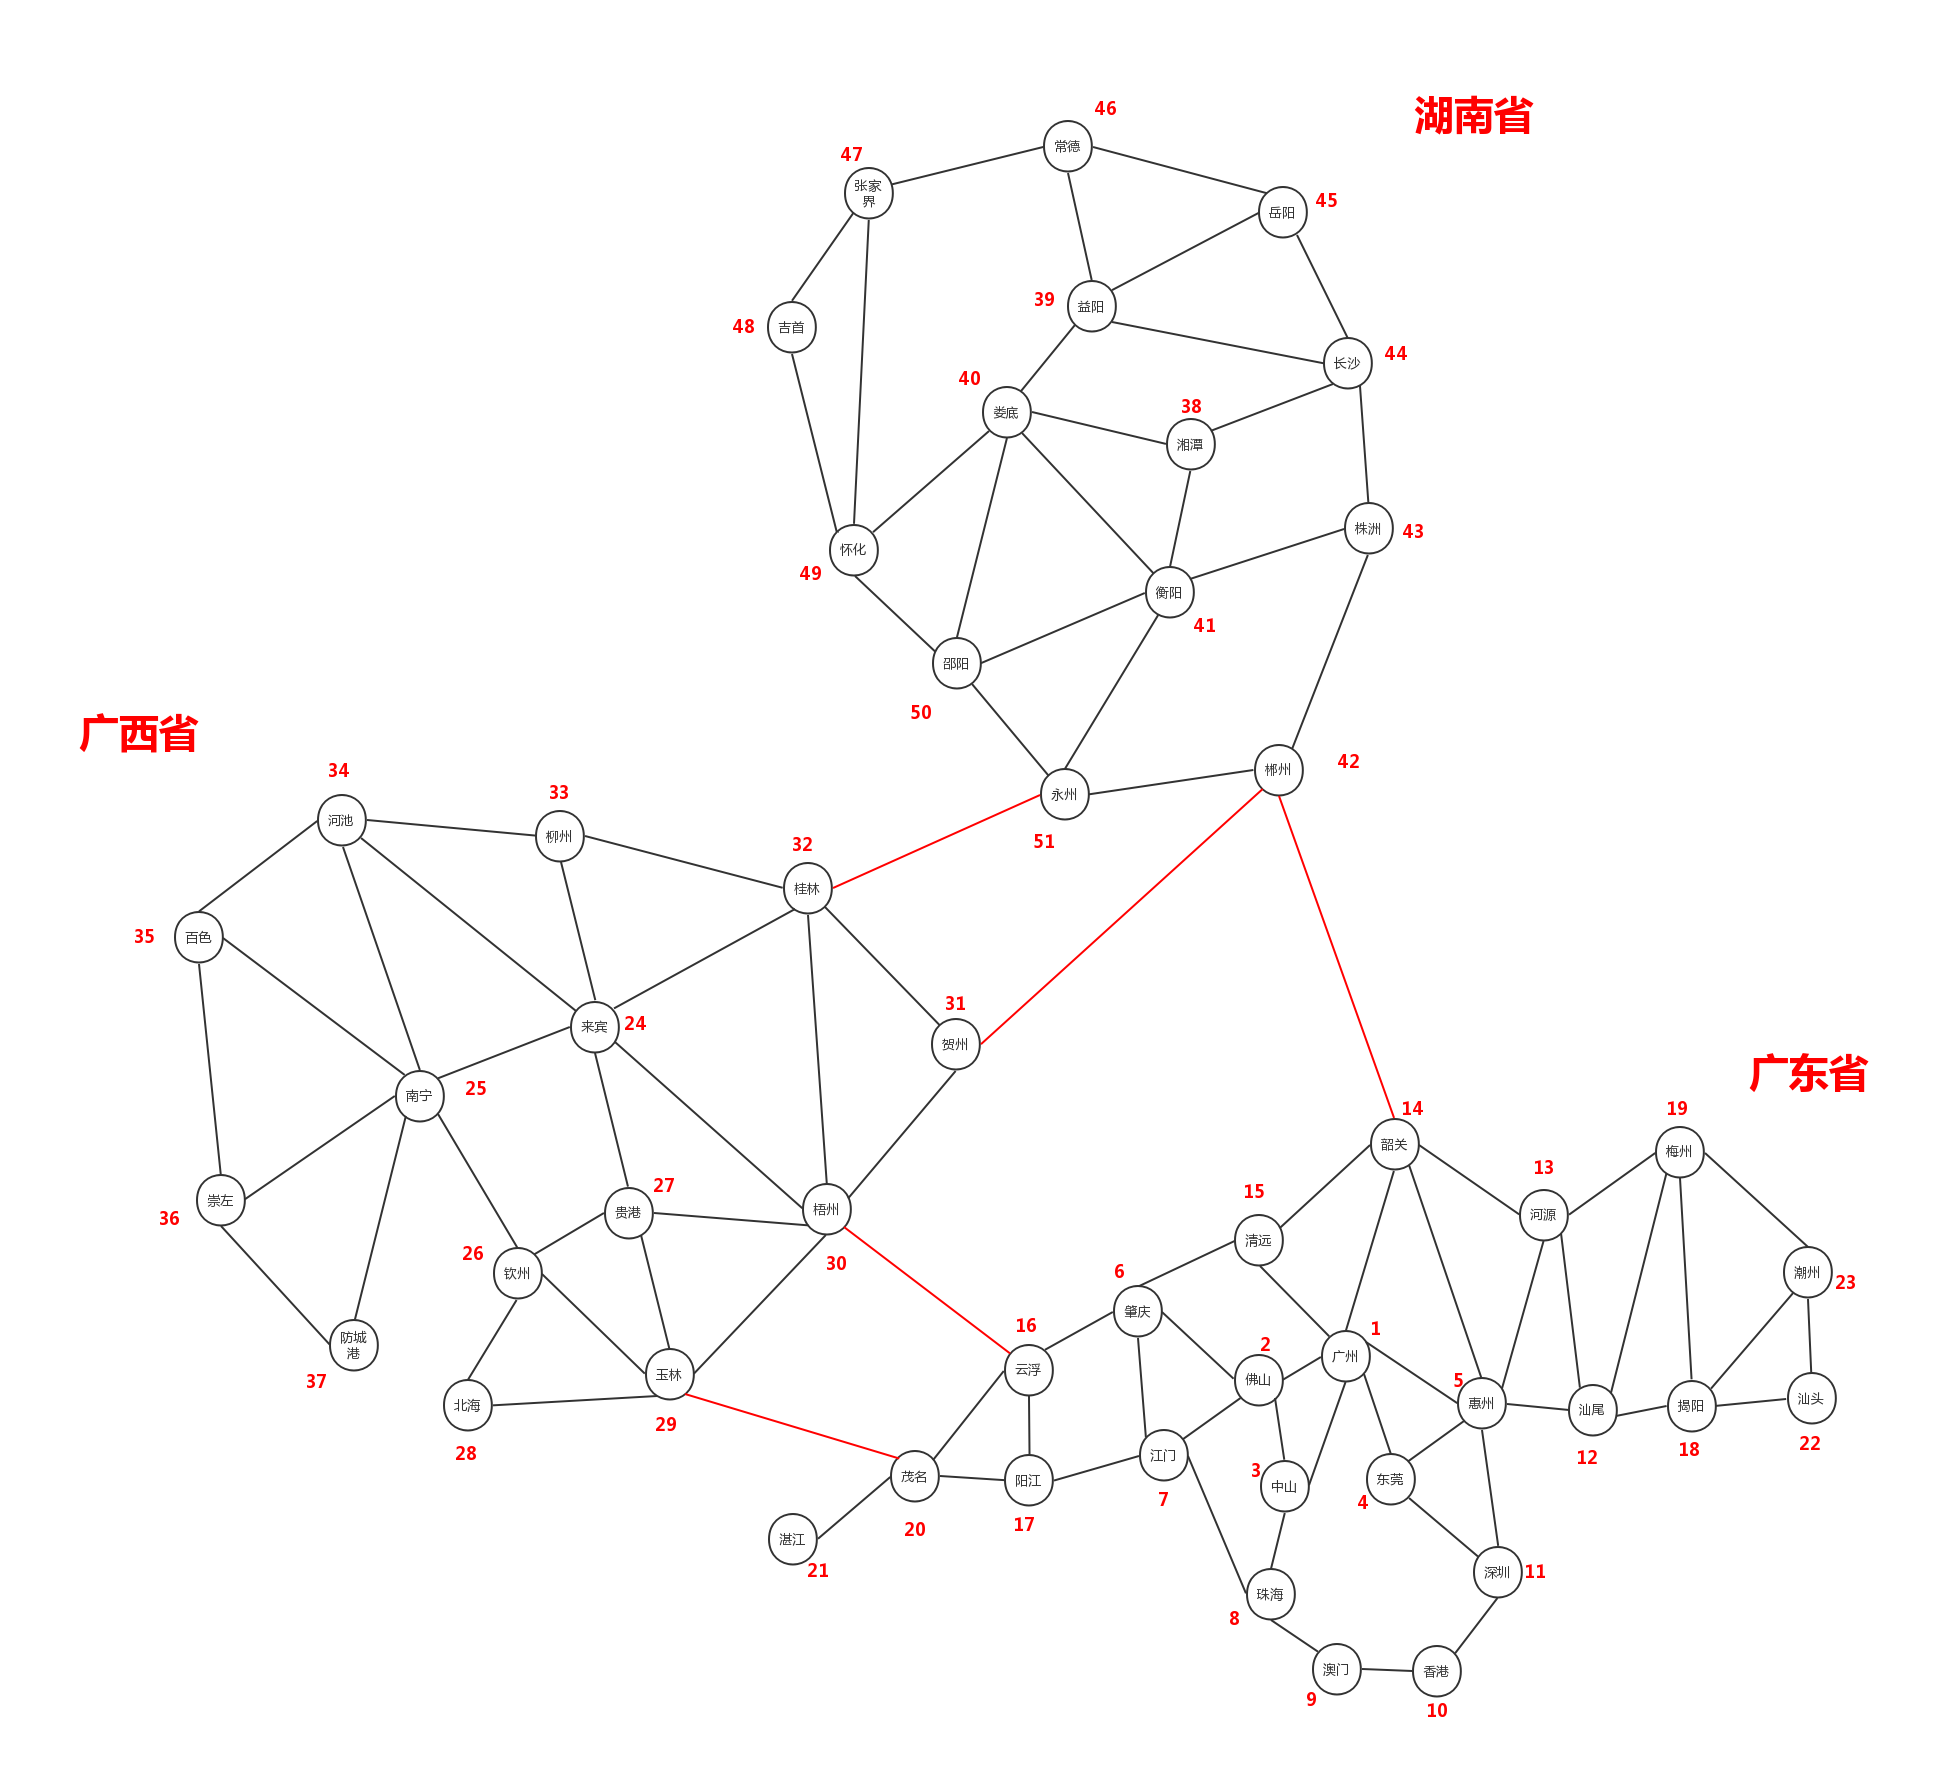 湖南省
46
常德
47
张家
界
45
岳阳
39
益阳
48
吉首
44
长沙
40
娄底
38
湘潭
43
株洲
怀化
49
衡阳
41
邵阳
50
42
郴州
永州
51
广西省
34
河池
33
柳州
32
桂林
35
百色
31
贺州
24
来宾
25
南宁
36
崇左
27
贵港
梧州
30
26
钦州
防城
港
37
玉林
29
北海
28
广东省
14
韶关
19
梅州
13
河源
15
清远
潮州
23
6
肇庆
16
云浮
2
佛山
1
广州
5
惠州
汕尾
12
揭阳
18
汕头
22
江门
7
3
中山
4
东莞
茂名
20
阳江
17
湛江
21
深圳
11
珠海
8
澳门
9
香港
10